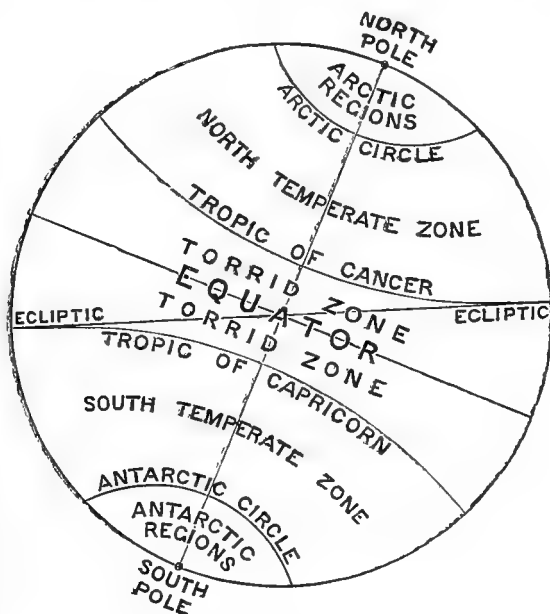 NORTH
POLE
ARCTIC
REGIONS
ARCTIC CIRCLE
NORTH TEMPERATE ZONE
TROPIC OF CANCER
TORRID ZONE
EQUATOR
ECLIPTIC
ECLIPTIC
TORRID ZONE
TROPIC OF CAPRICORN
SOUTH TEMPERATE ZONE
ANTARCTIC CIRCLE
ANTARCTIC
REGIONS
SOUTH
POLE